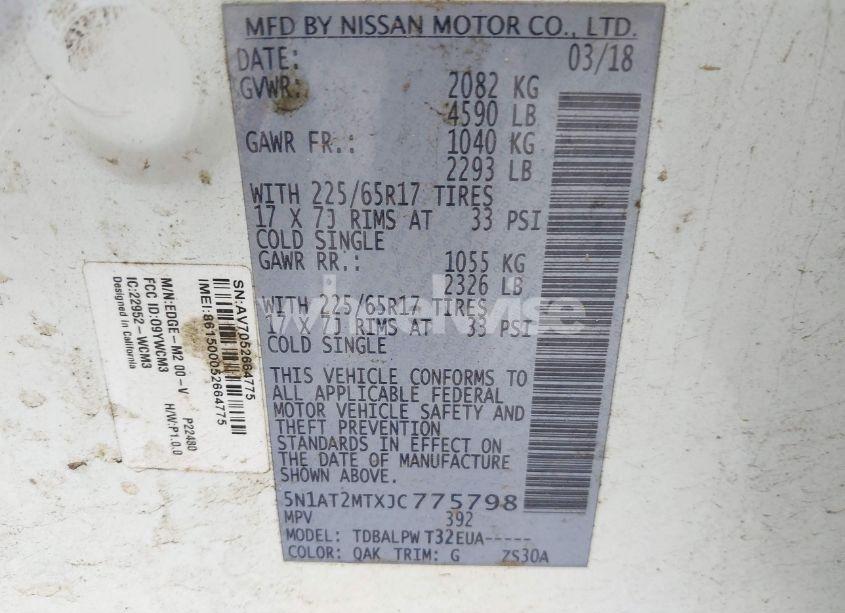 MFD BY NISSAN MOTOR CO., LTD.
DATE: 03/18
GVWR: 2082 KG
4590 LB
GAWR FR.: 1040 KG
2293 LB
WITH 225/65R17 TIRES
17 X 7J RIMS AT 33 PSI
COLD SINGLE
GAWR RR.: 1055 KG
2326 LB
WITH 225/65R17 TIRES
17 X 7J RIMS AT 33 PSI
COLD SINGLE
THIS VEHICLE CONFORMS TO
ALL APPLICABLE FEDERAL
MOTOR VEHICLE SAFETY AND
THEFT PREVENTION
STANDARDS IN EFFECT ON
THE DATE OF MANUFACTURE
SHOWN ABOVE.
5N1AT2MTXJC775798
MPV 392
MODEL: TDBALPW T32EUA-----
COLOR: QAK TRIM: G ZS30A
SN:AV7052664775
IMEI:861500052664775
M/N:EDGE-M2 00-V P22480
FCC ID:09YWCM3 H/W:P1.0.0
IC:22952-WCM3
Designed in California